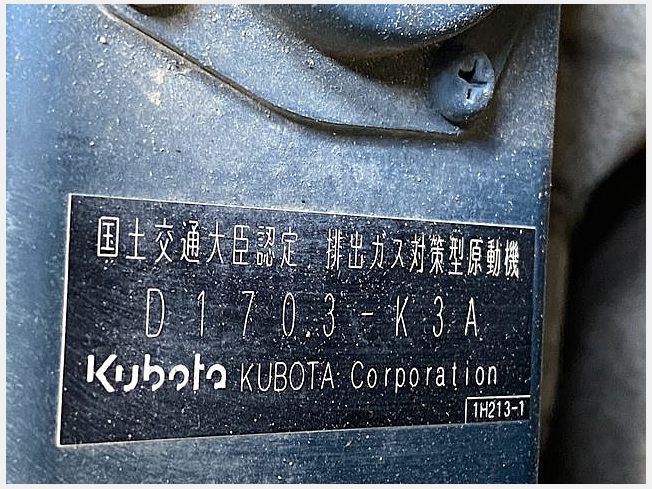 国土交通大臣認定 排出ガス対策型原動機
D1703-K3A
Kubota KUBOTA Corporation
1H213-1